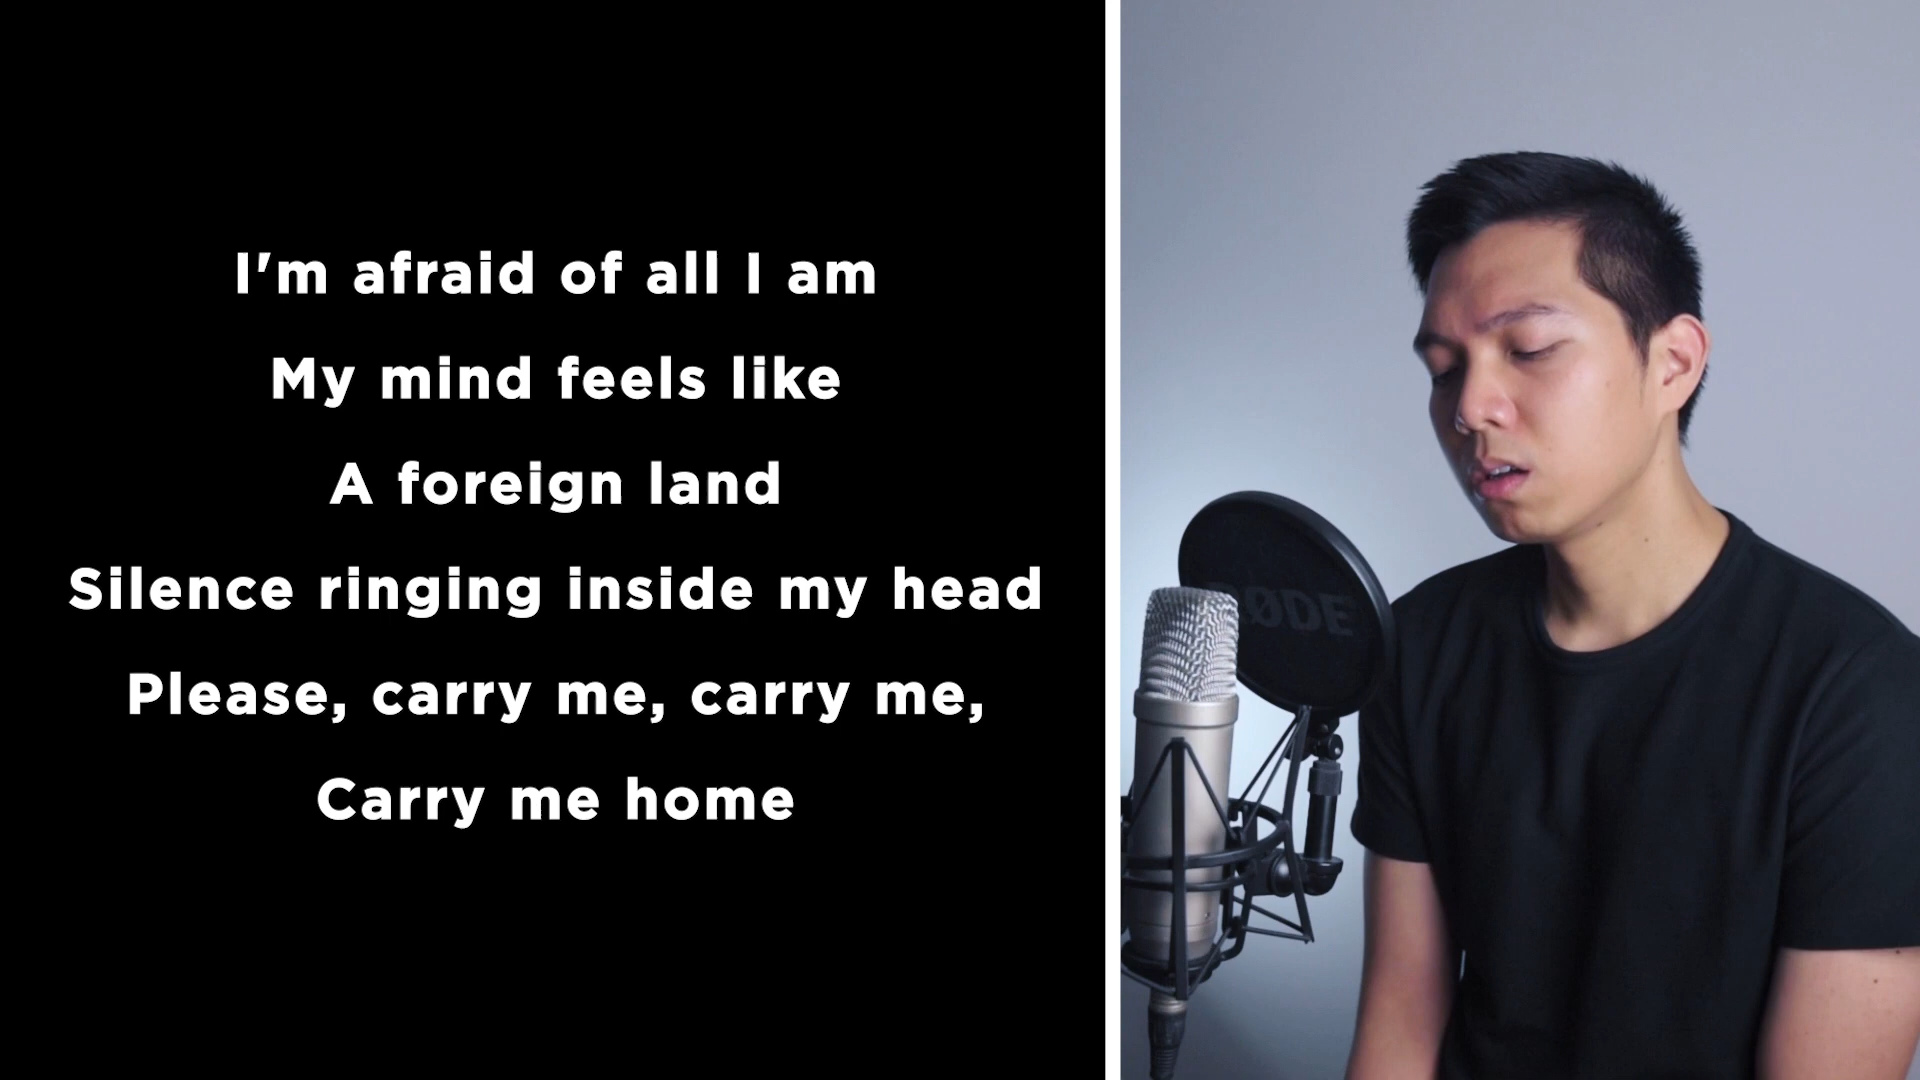 I'm afraid of all I am
My mind feels like
A foreign land
Silence ringing inside my head
Please, carry me, carry me,
Carry me home
RØDE